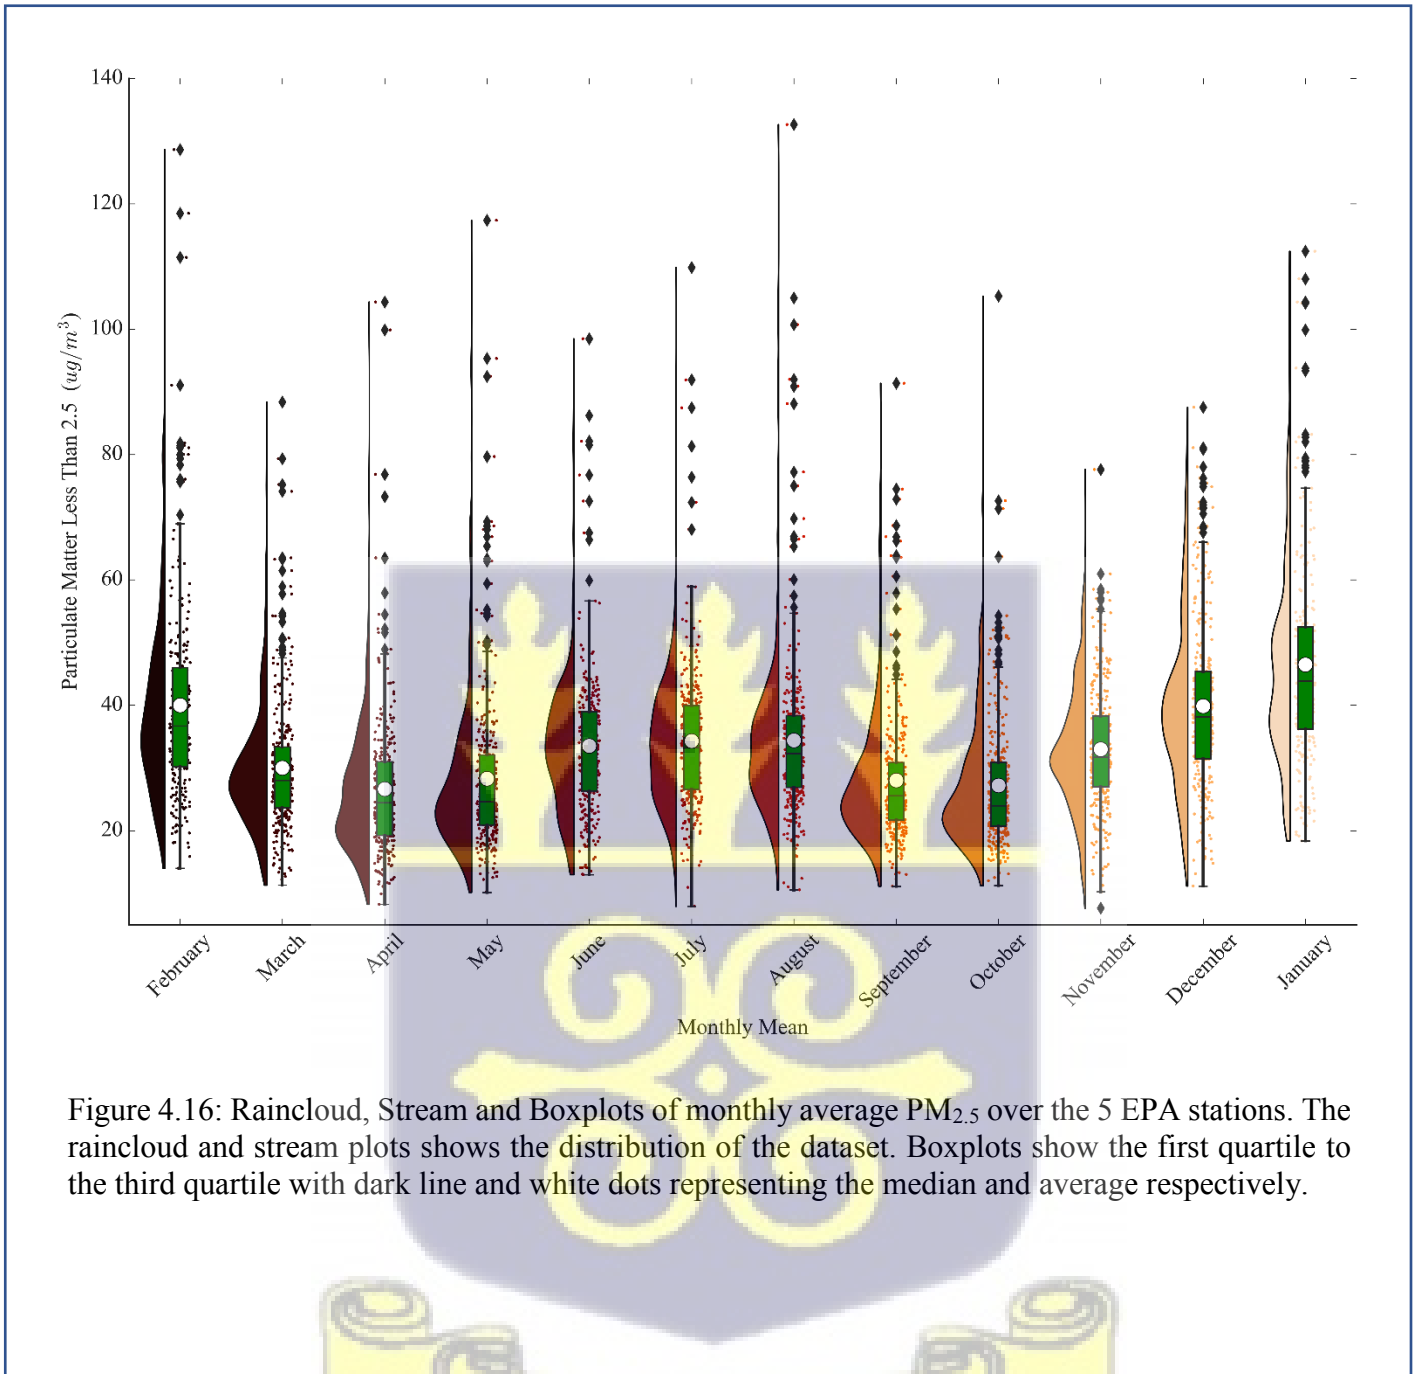 140
120
100
80
60
40
20
Particulate Matter Less Than 2.5 (ug/m³)
February
March
April
May
June
July
August
September
October
November
December
January
Monthly Mean
Figure 4.16: Raincloud, Stream and Boxplots of monthly average PM₂.₅ over the 5 EPA stations. The
raincloud and stream plots shows the distribution of the dataset. Boxplots show the first quartile to
the third quartile with dark line and white dots representing the median and average respectively.